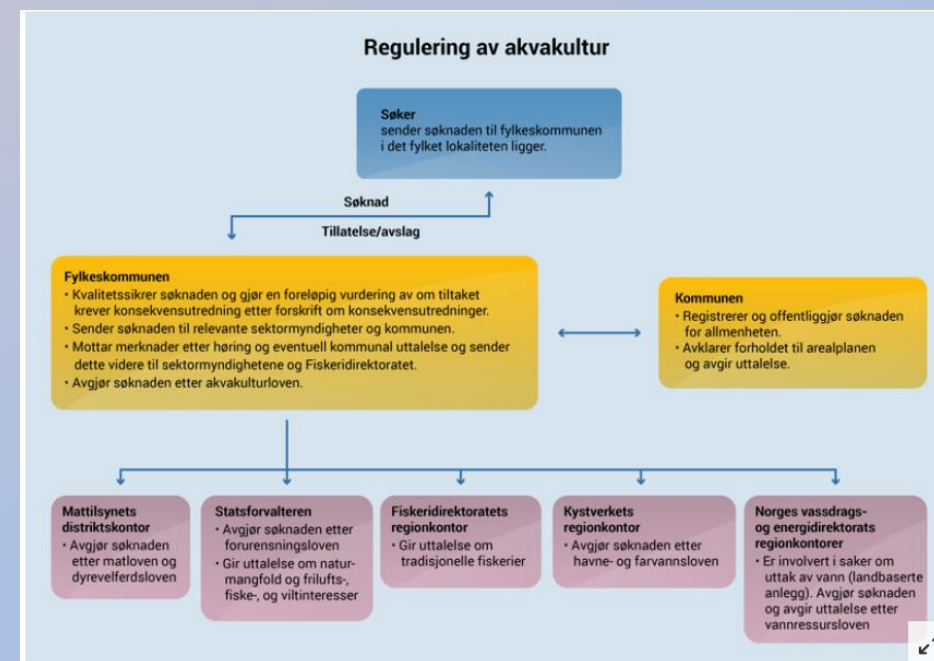 Regulering av akvakultur
Søker
sender søknaden til fylkeskommunen
i det fylket lokaliteten ligger.
Søknad
Tillatelse/avslag
Fylkeskommunen
• Kvalitetssikrer søknaden og gjør en foreløpig vurdering av om tiltaket
krever konsekvensutredning etter forskrift om konsekvensutredninger.
• Sender søknaden til relevante sektormyndigheter og kommunen.
• Mottar merknader etter høring og eventuell kommunal uttalelse og sender
dette videre til sektormyndighetene og Fiskeridirektoratet.
• Avgjør søknaden etter akvakulturloven.
Kommunen
• Registrerer og offentliggjør søknaden
for allmenheten.
• Avklarer forholdet til arealplanen
og avgir uttalelse.
Mattilsynets
distriktskontor
• Avgjør søknaden
etter matloven og
dyrevelferdsloven
Statsforvalteren
• Avgjør søknaden etter
forurensningsloven
• Gir uttalelse om natur-
mangfold og frilufts-,
fiske-, og viltinteresser
Fiskeridirektoratets
regionkontor
• Gir uttalelse om
tradisjonelle fiskerier
Kystverkets
regionkontor
• Avgjør søknaden etter
havne- og farvannsloven
Norges vassdrags-
og energidirektorats
regionkontorer
• Er involvert i saker om
uttak av vann (landbaserte
anlegg). Avgjør søknaden
og avgir uttalelse etter
vannressursloven